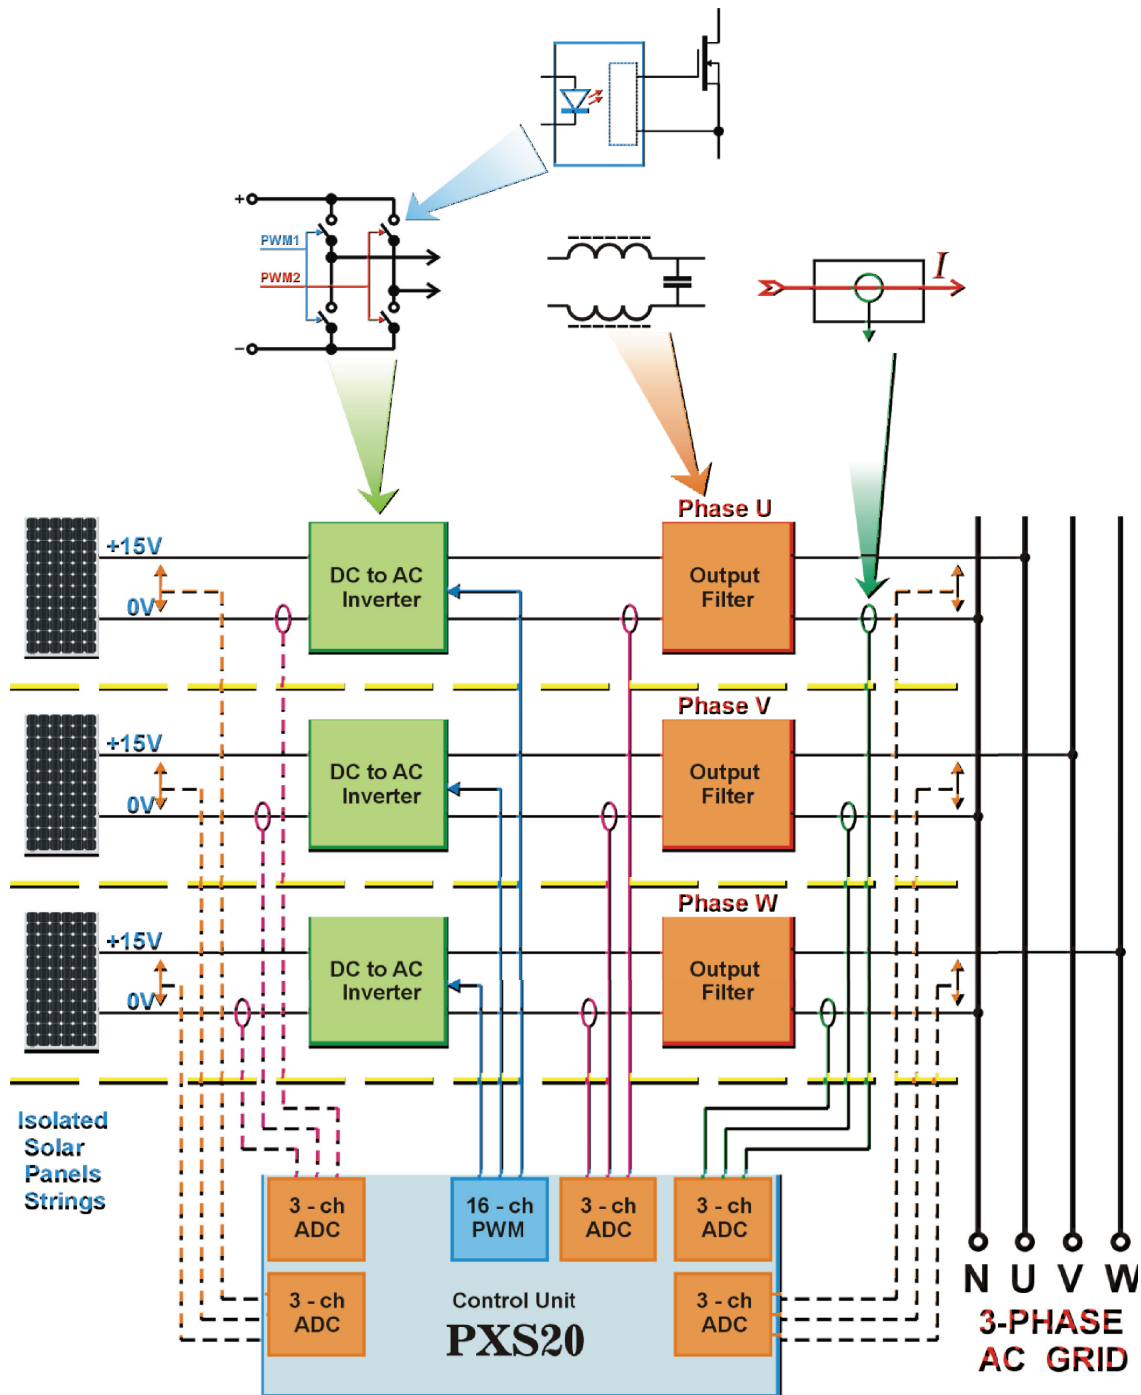 +
PWM1
PWM2
−
I
Phase U
+15V
0V
DC to AC
Inverter
Output
Filter
Phase V
+15V
0V
DC to AC
Inverter
Output
Filter
Phase W
+15V
0V
DC to AC
Inverter
Output
Filter
Isolated
Solar
Panels
Strings
3 - ch
ADC
16 - ch
PWM
3 - ch
ADC
3 - ch
ADC
3 - ch
ADC
Control Unit
PXS20
3 - ch
ADC
N U V W
3-PHASE
AC GRID